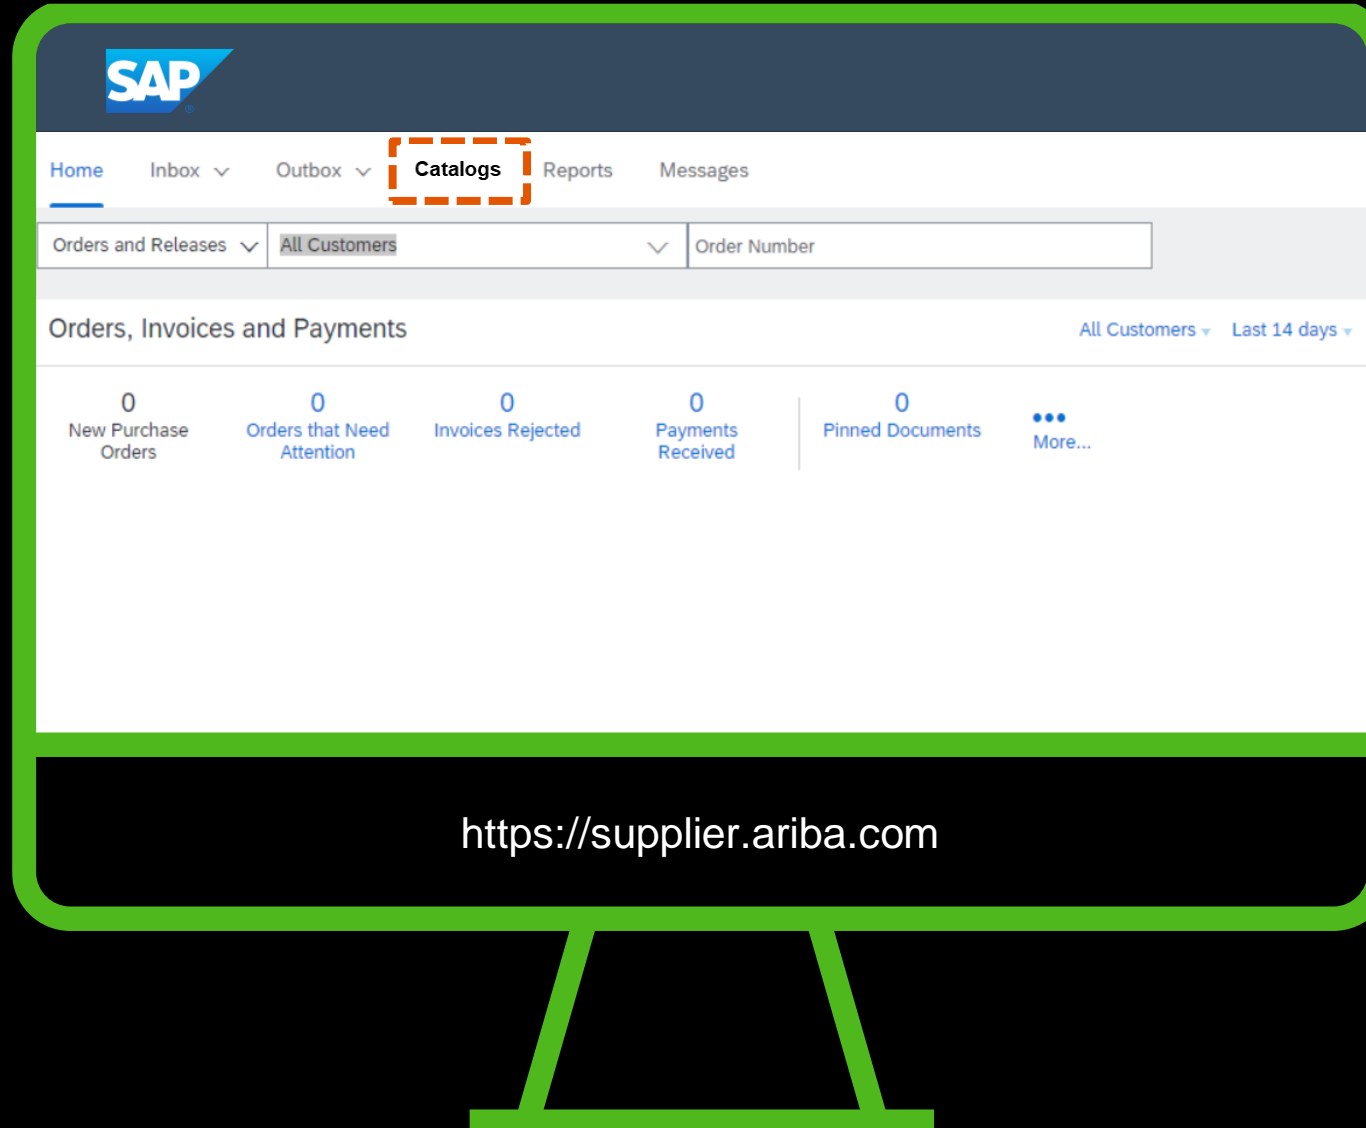 SAP
Home Inbox Outbox Catalogs Reports Messages
Orders and Releases All Customers Order Number
Orders, Invoices and Payments All Customers Last 14 days
0 0 0 0 0
New Purchase Orders that Need Invoices Rejected Payments Pinned Documents More...
Orders Attention Received
https://supplier.ariba.com